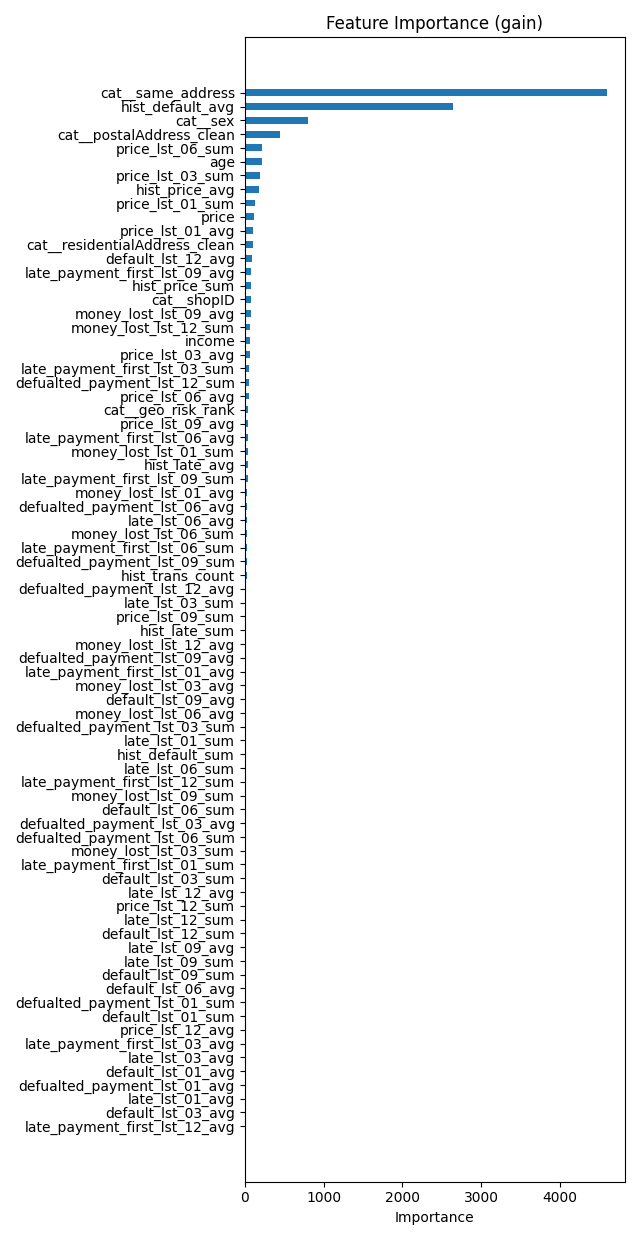 Feature Importance (gain)
cat__same_address
hist_default_avg
cat__sex
cat__postalAddress_clean
price_lst_06_sum
age
price_lst_03_sum
hist_price_avg
price_lst_01_sum
price
price_lst_01_avg
cat__residentialAddress_clean
default_lst_12_avg
late_payment_first_lst_09_avg
hist_price_sum
cat__shopID
money_lost_lst_09_avg
money_lost_lst_12_sum
income
price_lst_03_avg
late_payment_first_lst_03_sum
defualted_payment_lst_12_sum
price_lst_06_avg
cat__geo_risk_rank
price_lst_09_avg
late_payment_first_lst_06_avg
money_lost_lst_01_sum
hist_late_avg
late_payment_first_lst_09_sum
money_lost_lst_01_avg
defualted_payment_lst_06_avg
late_lst_06_avg
money_lost_lst_06_sum
late_payment_first_lst_06_sum
defualted_payment_lst_09_sum
hist_trans_count
defualted_payment_lst_12_avg
late_lst_03_sum
price_lst_09_sum
hist_late_sum
money_lost_lst_12_avg
defualted_payment_lst_09_avg
late_payment_first_lst_01_avg
money_lost_lst_03_avg
default_lst_09_avg
money_lost_lst_06_avg
defualted_payment_lst_03_sum
late_lst_01_sum
hist_default_sum
late_lst_06_sum
late_payment_first_lst_12_sum
money_lost_lst_09_sum
default_lst_06_sum
defualted_payment_lst_03_avg
defualted_payment_lst_06_sum
money_lost_lst_03_sum
late_payment_first_lst_01_sum
default_lst_03_sum
late_lst_12_avg
price_lst_12_sum
late_lst_12_sum
default_lst_12_sum
late_lst_09_avg
late_lst_09_sum
default_lst_09_sum
default_lst_06_avg
defualted_payment_lst_01_sum
default_lst_01_sum
price_lst_12_avg
late_payment_first_lst_03_avg
late_lst_03_avg
default_lst_01_avg
defualted_payment_lst_01_avg
late_lst_01_avg
default_lst_03_avg
late_payment_first_lst_12_avg
0 1000 2000 3000 4000
Importance